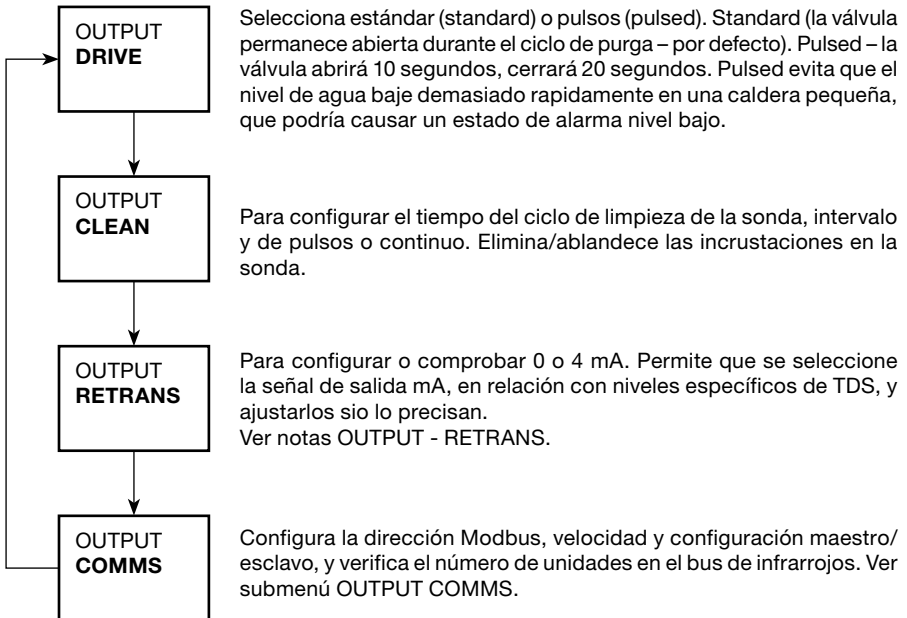 OUTPUT
DRIVE
Selecciona estándar (standard) o pulsos (pulsed). Standard (la válvula
permanece abierta durante el ciclo de purga – por defecto). Pulsed – la
válvula abrirá 10 segundos, cerrará 20 segundos. Pulsed evita que el
nivel de agua baje demasiado rapidamente en una caldera pequeña,
que podría causar un estado de alarma nivel bajo.
OUTPUT
CLEAN
Para configurar el tiempo del ciclo de limpieza de la sonda, intervalo
y de pulsos o continuo. Elimina/ablandece las incrustaciones en la
sonda.
OUTPUT
RETRANS
Para configurar o comprobar 0 o 4 mA. Permite que se seleccione
la señal de salida mA, en relación con niveles específicos de TDS, y
ajustarlos sio lo precisan.
Ver notas OUTPUT - RETRANS.
OUTPUT
COMMS
Configura la dirección Modbus, velocidad y configuración maestro/
esclavo, y verifica el número de unidades en el bus de infrarrojos. Ver
submenú OUTPUT COMMS.